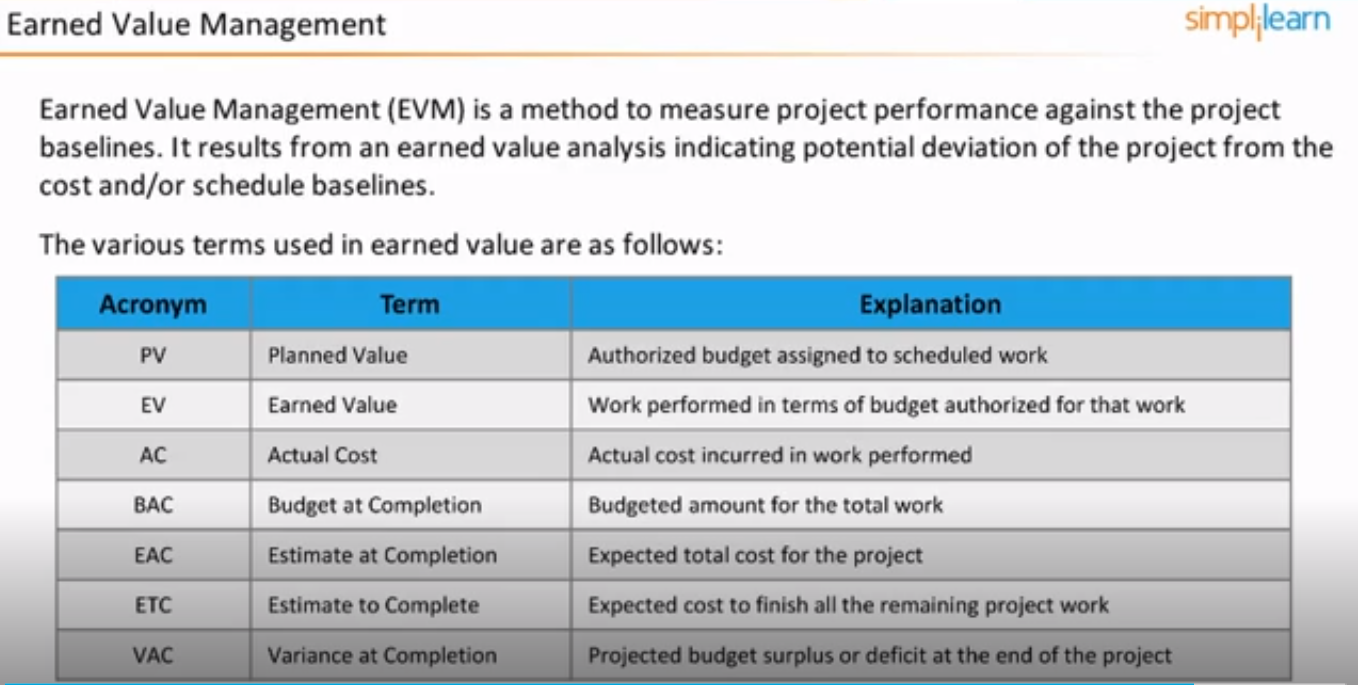 Earned Value Management
simplilearn
Earned Value Management (EVM) is a method to measure project performance against the project
baselines. It results from an earned value analysis indicating potential deviation of the project from the
cost and/or schedule baselines.
The various terms used in earned value are as follows:
Acronym Term Explanation
PV Planned Value Authorized budget assigned to scheduled work
EV Earned Value Work performed in terms of budget authorized for that work
AC Actual Cost Actual cost incurred in work performed
BAC Budget at Completion Budgeted amount for the total work
EAC Estimate at Completion Expected total cost for the project
ETC Estimate to Complete Expected cost to finish all the remaining project work
VAC Variance at Completion Projected budget surplus or deficit at the end of the project